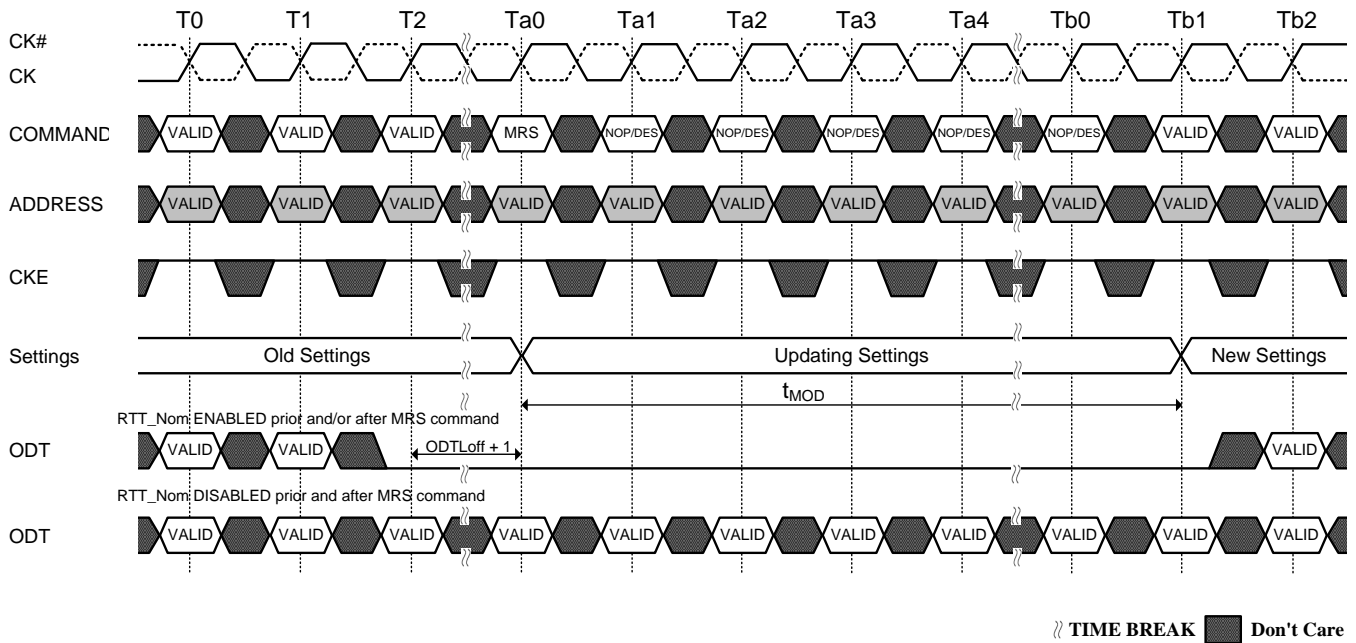 T0 T1 T2 Ta0 Ta1 Ta2 Ta3 Ta4 Tb0 Tb1 Tb2
CK#
CK
COMMAND VALID VALID VALID MRS NOP/DES NOP/DES NOP/DES NOP/DES NOP/DES VALID VALID
ADDRESS VALID VALID VALID VALID VALID VALID VALID VALID VALID VALID VALID
CKE
Settings Old Settings Updating Settings New Settings
tMOD
RTT_Nom ENABLED prior and/or after MRS command
ODT VALID VALID ODTLoff + 1 VALID
RTT_Nom DISABLED prior and after MRS command
ODT VALID VALID VALID VALID VALID VALID VALID VALID VALID VALID VALID
TIME BREAK Don't Care